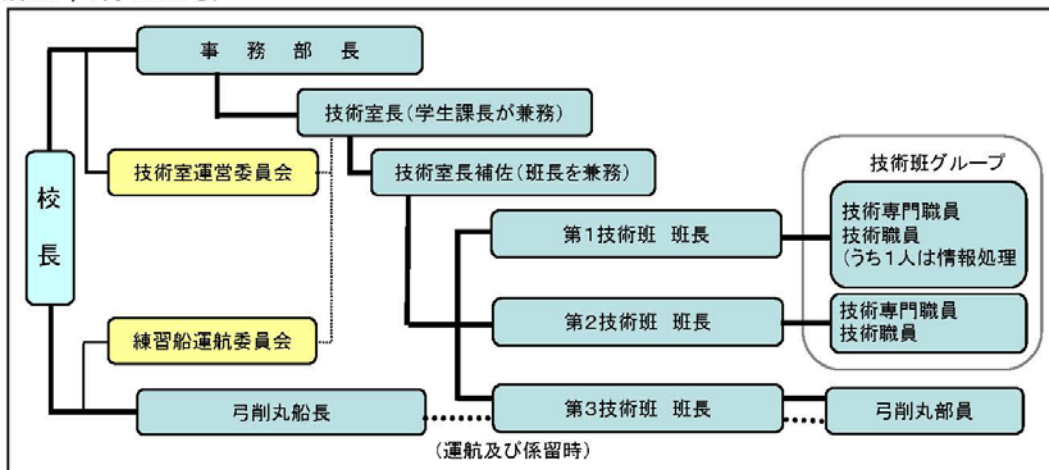 事務部長
技術室長(学生課長が兼務)
技術室運営委員会
技術室長補佐(班長を兼務)
技術班グループ
校長
第1技術班 班長
技術専門職員
技術職員
(うち1人は情報処理
第2技術班 班長
技術専門職員
技術職員
練習船運航委員会
弓削丸船長
第3技術班 班長
弓削丸部員
(運航及び係留時)